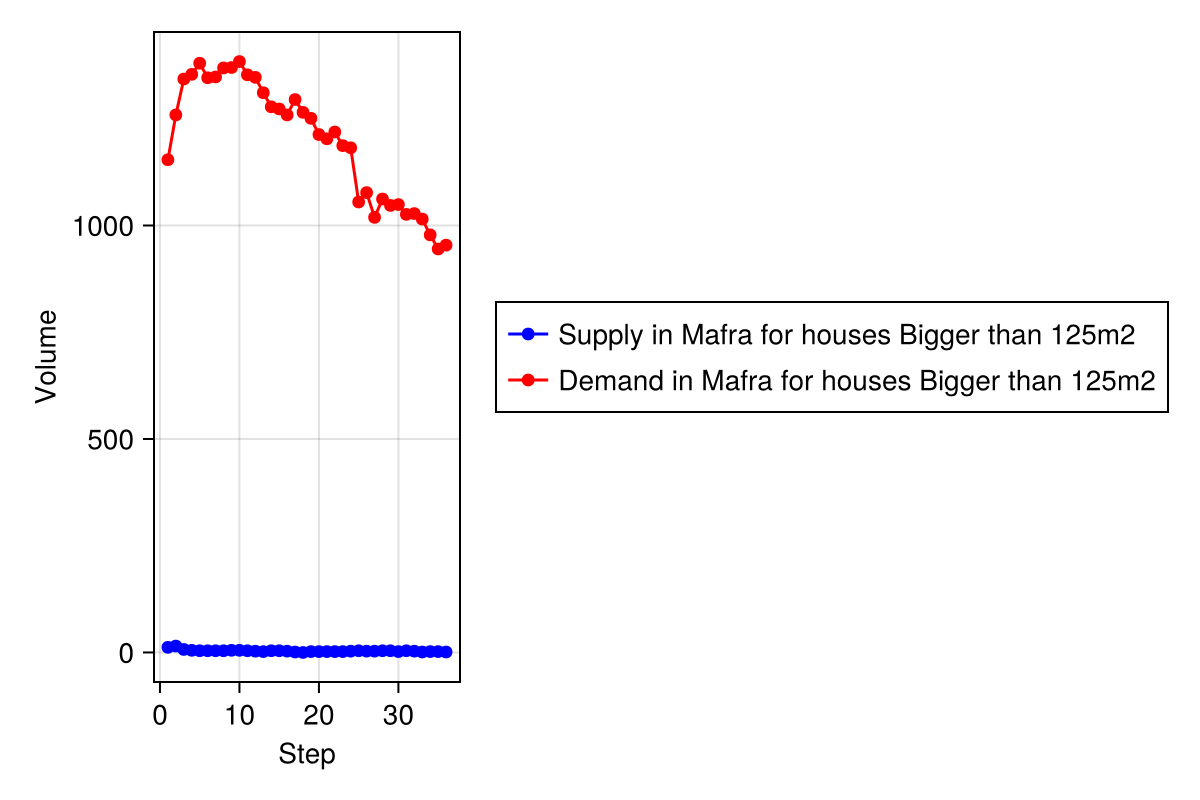 1000
500
0
Volume
0 10 20 30
Step
Supply in Mafra for houses Bigger than 125m2
Demand in Mafra for houses Bigger than 125m2